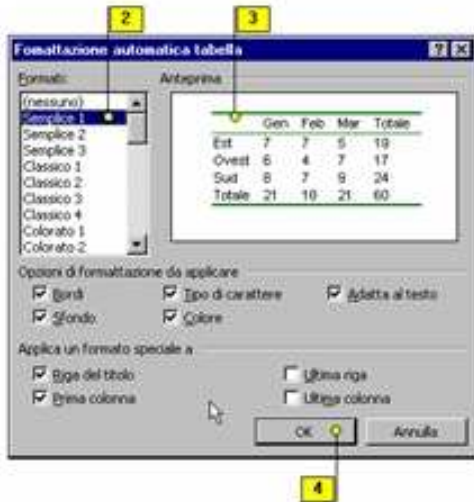 2 3
Fomattazione automatica tabella
Formati: Anteprima
(nessuno)
Semplice 1
Semplice 2
Semplice 3
Classico 1
Classico 2
Classico 3
Classico 4
Colorato 1
Colorato 2
Gen Feb Mar Totale
Est 7 7 5 19
Ovest 6 4 7 17
Sud 8 7 9 24
Totale 21 18 21 60
Opzioni di formattazione da applicare
Bordi Tipo di carattere Adatta al testo
Sfondo Colore
Applica un formato speciale a
Riga del titolo Ultima riga
Prima colonna Ultima colonna
OK Annulla
4